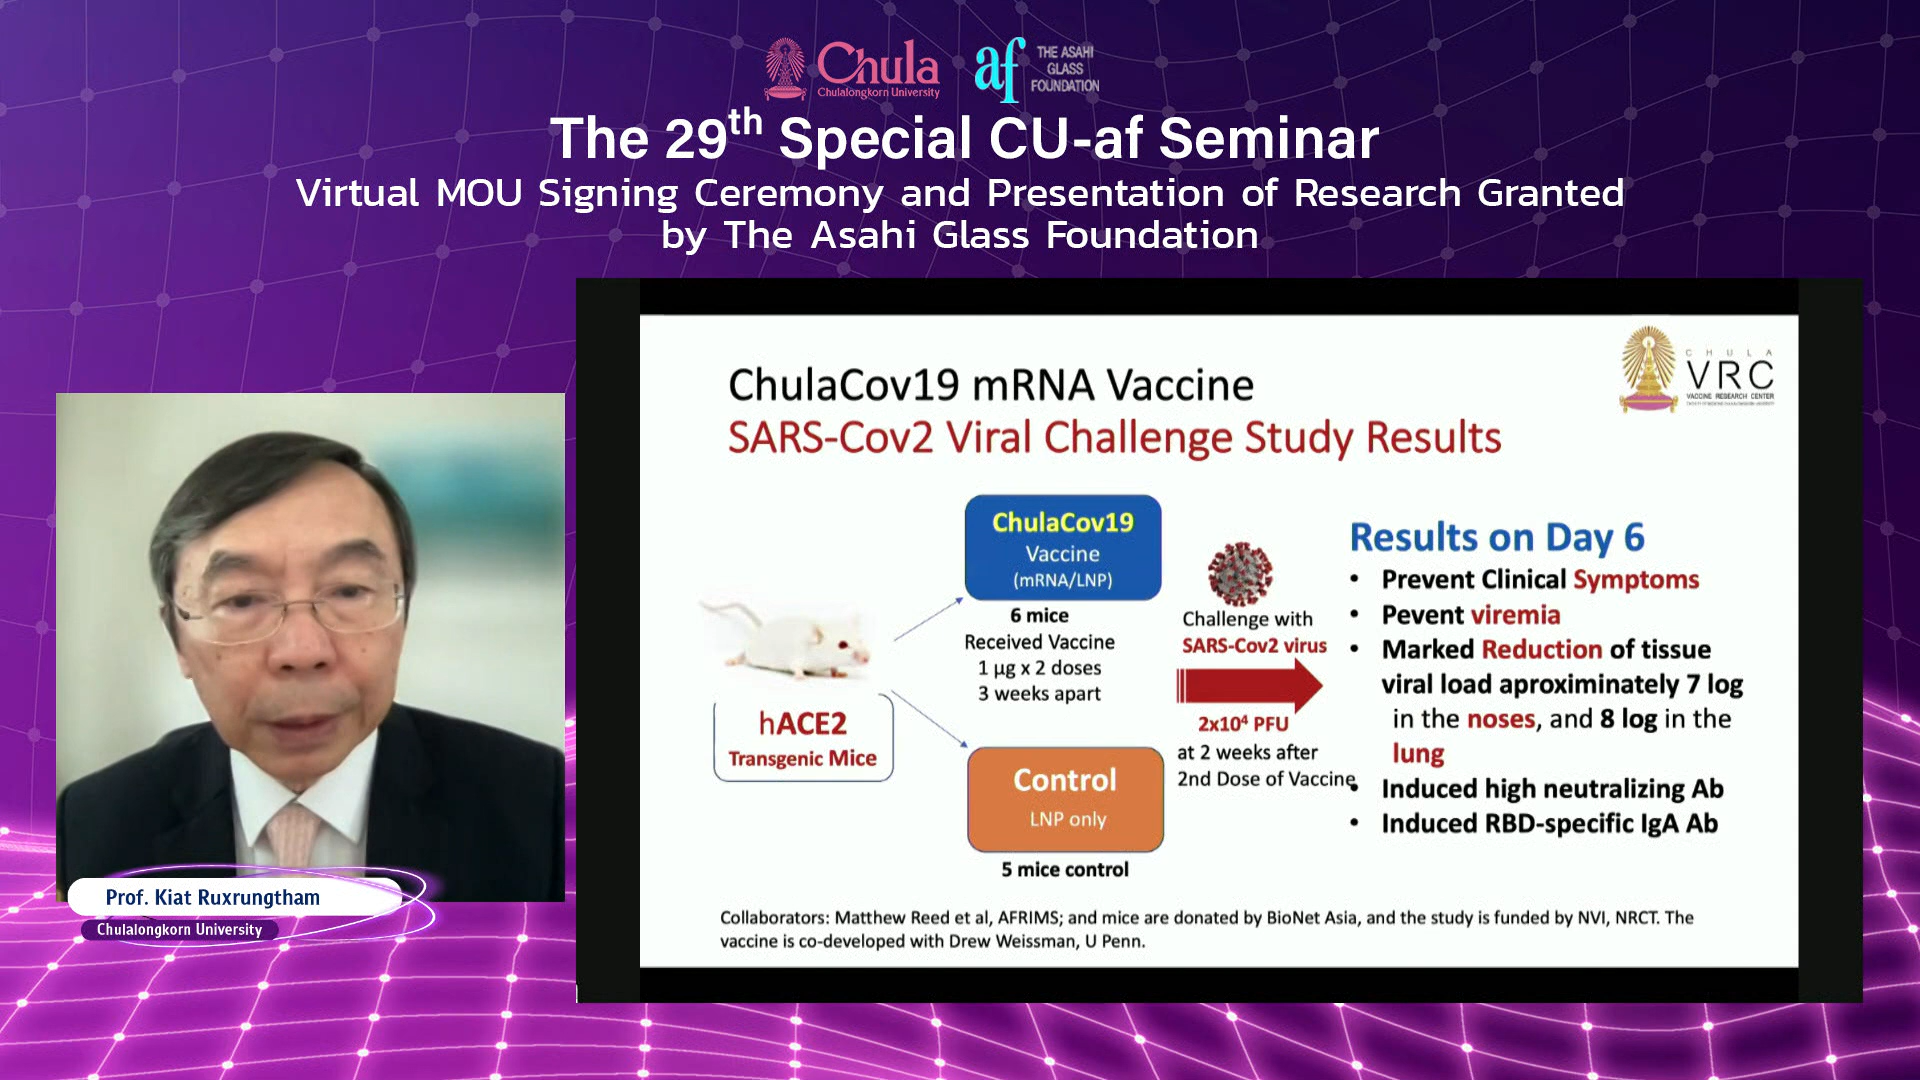 Chula
Chulalongkorn University
af
THE ASAHI
GLASS
FOUNDATION
The 29th Special CU-af Seminar
Virtual MOU Signing Ceremony and Presentation of Research Granted
by The Asahi Glass Foundation
CHULA
VRC
VACCINE RESEARCH CENTER
ChulaCov19 mRNA Vaccine
SARS-Cov2 Viral Challenge Study Results
hACE2
Transgenic Mice
ChulaCov19
Vaccine
(mRNA/LNP)
6 mice
Received Vaccine
1 µg x 2 doses
3 weeks apart
Control
LNP only
5 mice control
Challenge with
SARS-Cov2 virus
2x10⁴ PFU
at 2 weeks after
2nd Dose of Vaccine
Results on Day 6
• Prevent Clinical Symptoms
• Pevent viremia
• Marked Reduction of tissue
viral load aproximinately 7 log
in the noses, and 8 log in the
lung
• Induced high neutralizing Ab
• Induced RBD-specific IgA Ab
Collaborators: Matthew Reed et al, AFRIMS; and mice are donated by BioNet Asia, and the study is funded by NVI, NRCT. The
vaccine is co-developed with Drew Weissman, U Penn.
Prof. Kiat Ruxrungtham
Chulalongkorn University